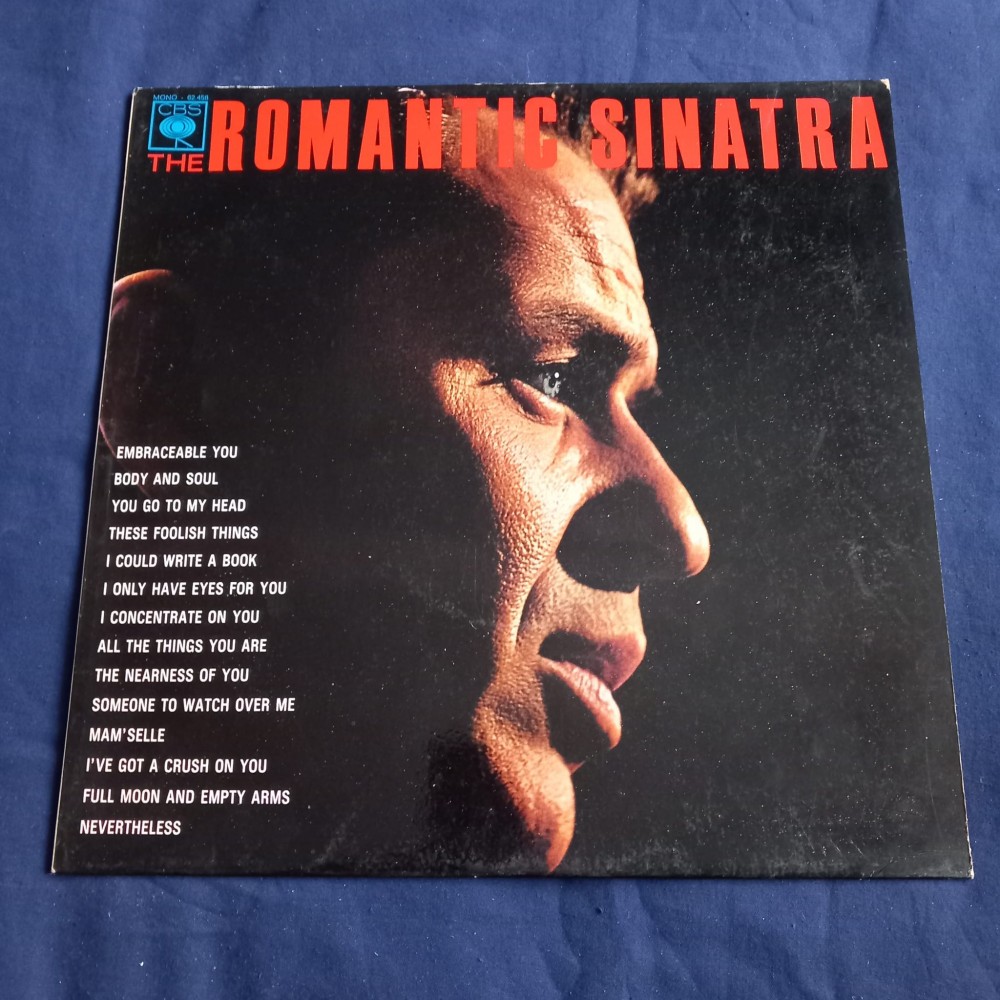 MONO - 62.458
CBS
THE ROMANTIC SINATRA
EMBRACEABLE YOU
BODY AND SOUL
YOU GO TO MY HEAD
THESE FOOLISH THINGS
I COULD WRITE A BOOK
I ONLY HAVE EYES FOR YOU
I CONCENTRATE ON YOU
ALL THE THINGS YOU ARE
THE NEARNESS OF YOU
SOMEONE TO WATCH OVER ME
MAM'SELLE
I'VE GOT A CRUSH ON YOU
FULL MOON AND EMPTY ARMS
NEVERTHELESS